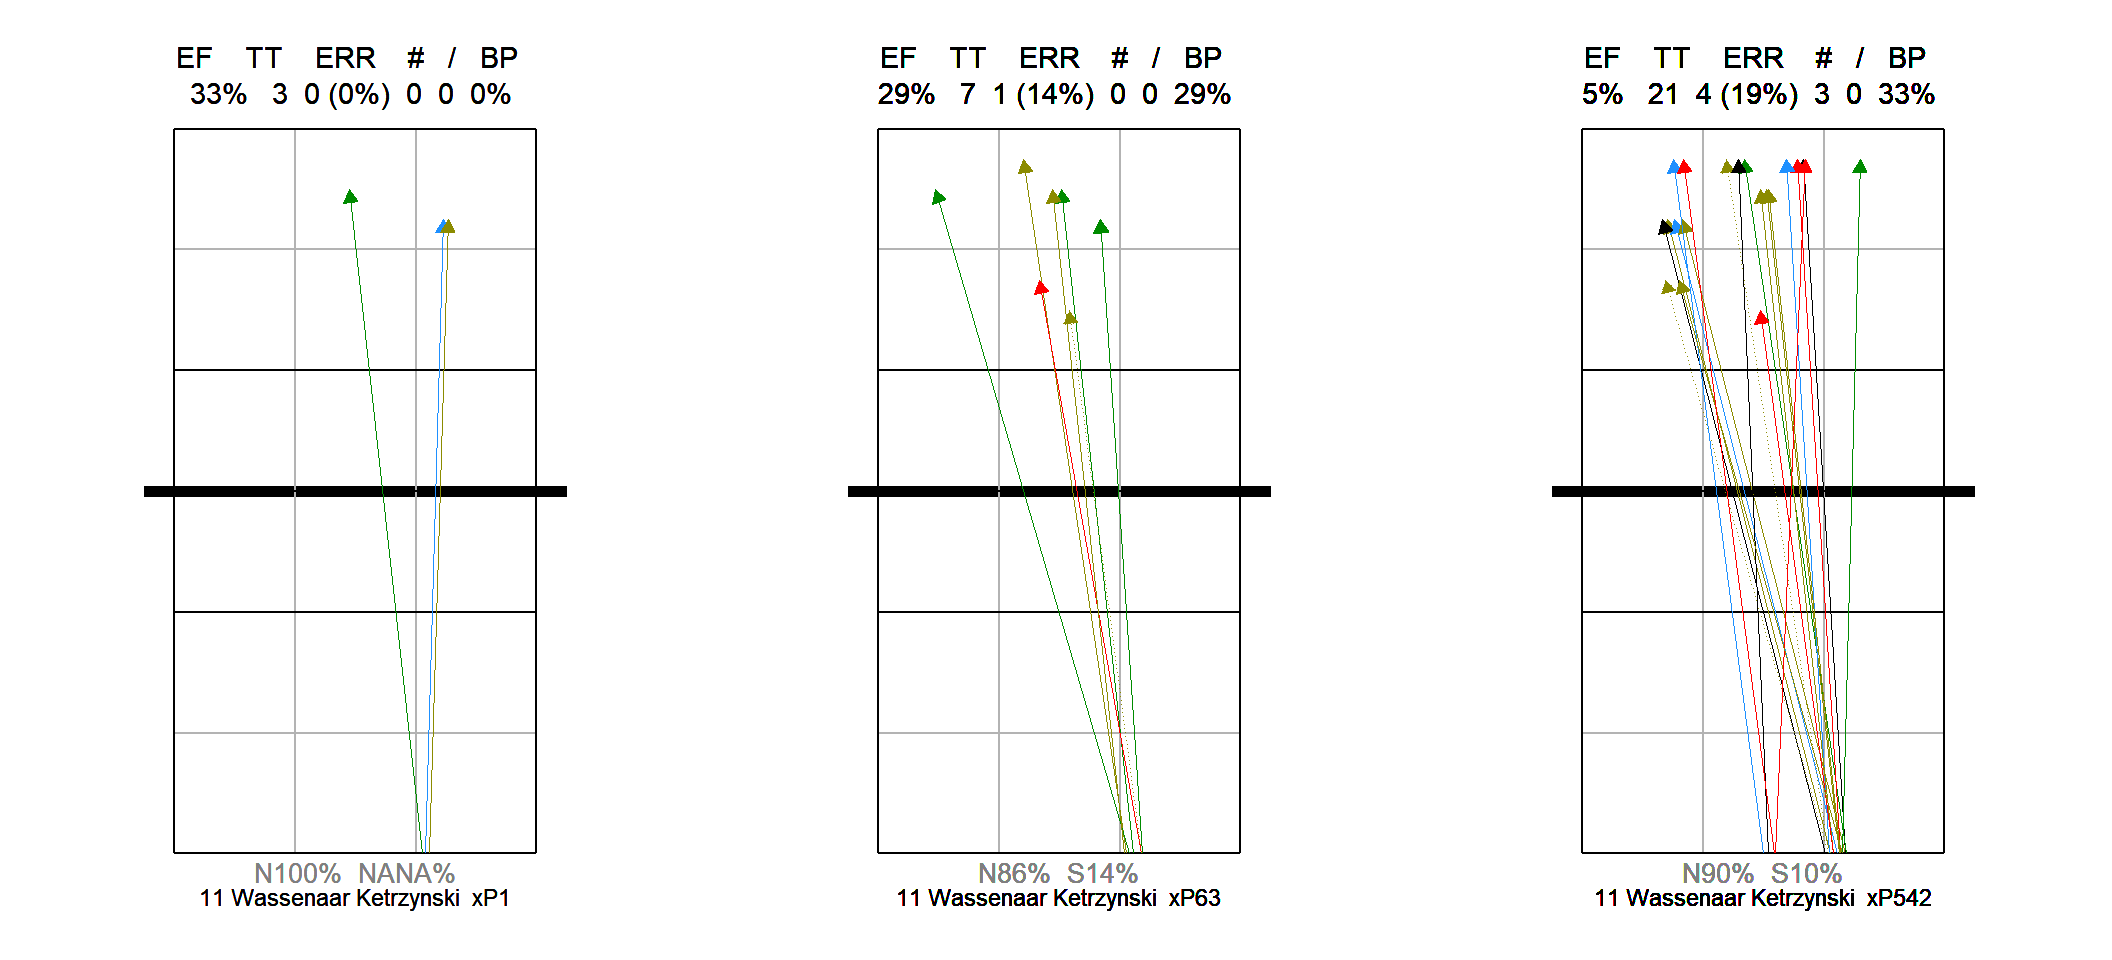 EF TT ERR # / BP
33% 3 0 (0%) 0 0 0%
N100% NANA%
11 Wassenaar Ketrzynski xP1
EF TT ERR # / BP
29% 7 1 (14%) 0 0 29%
N86% S14%
11 Wassenaar Ketrzynski xP63
EF TT ERR # / BP
5% 21 4 (19%) 3 0 33%
N90% S10%
11 Wassenaar Ketrzynski xP542